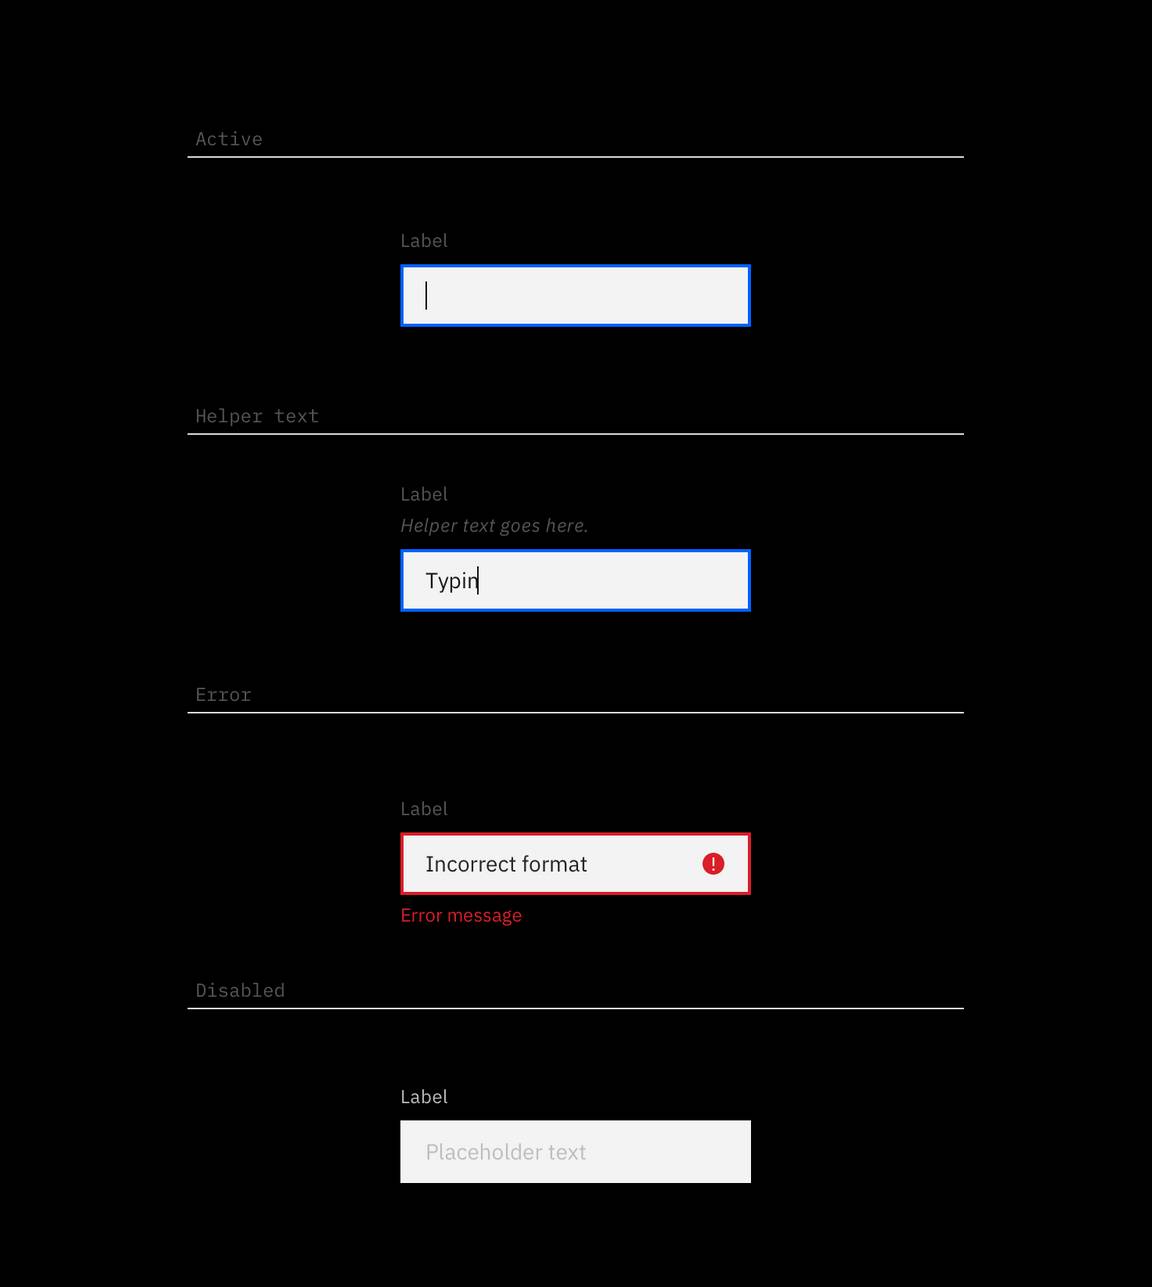 Active
Label
Helper text
Label
Helper text goes here.
Typin
Error
Label
Incorrect format
Error message
Disabled
Label
Placeholder text